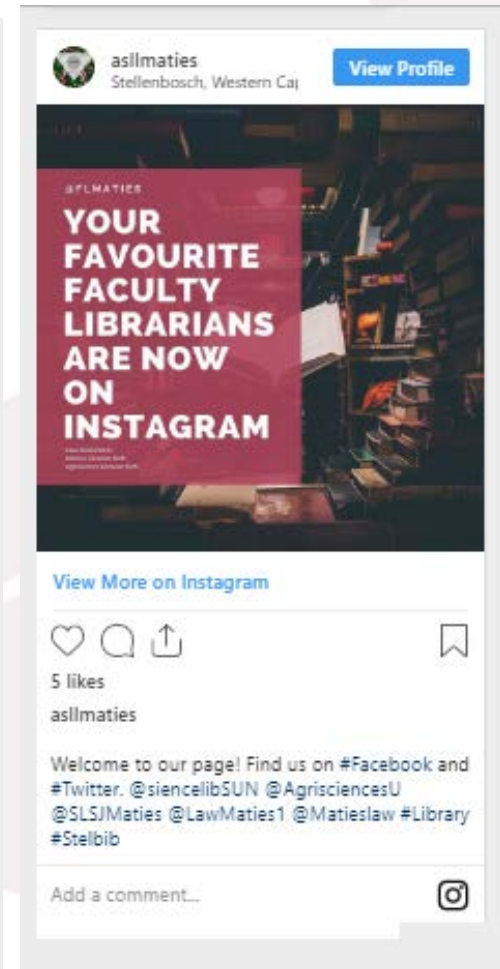 asllmaties
Stellenbosch, Western Ca
View Profile
@FLMATIES
YOUR
FAVOURITE
FACULTY
LIBRARIANS
ARE NOW
ON
INSTAGRAM
View More on Instagram
5 likes
asllmaties
Welcome to our page! Find us on #Facebook and
#Twitter. @siencelibSUN @AgrisciencesU
@SLSJMaties @LawMaties1 @Matieslaw #Library
#Stelbib
Add a comment...